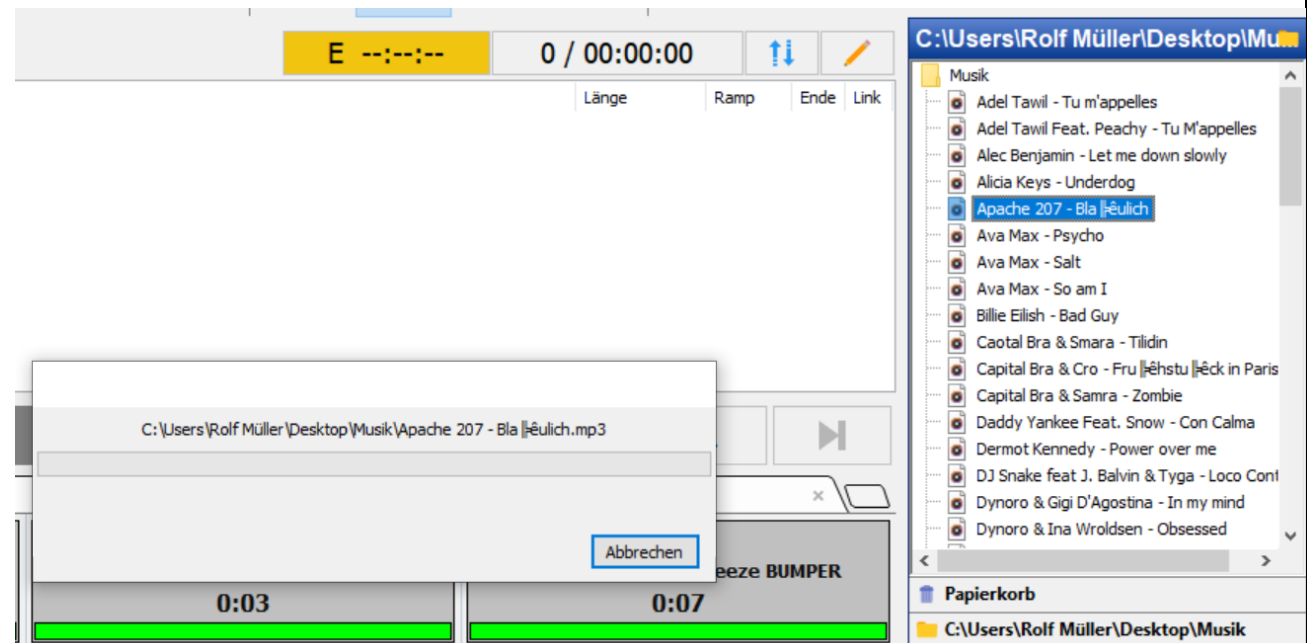 E --:--:--
0 / 00:00:00
Länge Ramp Ende Link
C:\Users\Rolf Müller\Desktop\Musik\Apache 207 - Bla╠êulich.mp3
Abbrechen
eeze BUMPER
0:03
0:07
C:\Users\Rolf Müller\Desktop\Mu
Musik
Adel Tawil - Tu m'appelles
Adel Tawil Feat. Peachy - Tu M'appelles
Alec Benjamin - Let me down slowly
Alicia Keys - Underdog
Apache 207 - Bla╠êulich
Ava Max - Psycho
Ava Max - Salt
Ava Max - So am I
Billie Eilish - Bad Guy
Caotal Bra & Smara - Tilidin
Capital Bra & Cro - Fru╠êhstu╠êck in Paris
Capital Bra & Samra - Zombie
Daddy Yankee Feat. Snow - Con Calma
Dermot Kennedy - Power over me
DJ Snake feat J. Balvin & Tyga - Loco Cont
Dynoro & Gigi D'Agostina - In my mind
Dynoro & Ina Wroldsen - Obsessed
Papierkorb
C:\Users\Rolf Müller\Desktop\Musik